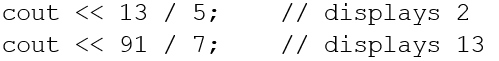 cout << 13 / 5;    // displays 2
cout << 91 / 7;    // displays 13